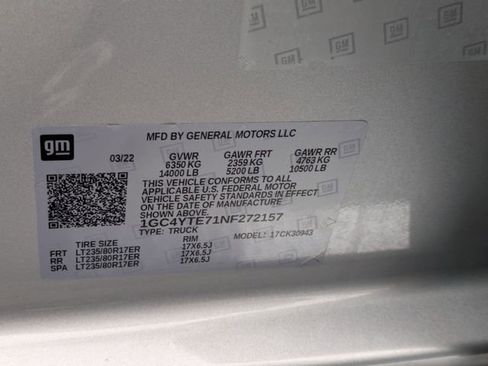 gm
MFD BY GENERAL MOTORS LLC
03/22 GVWR GAWR FRT GAWR RR
6350 KG 2359 KG 4763 KG
14000 LB 5200 LB 10500 LB
THIS VEHICLE CONFORMS TO ALL
APPLICABLE U.S. FEDERAL MOTOR
VEHICLE SAFETY STANDARDS IN EFFECT
ON THE DATE OF MANUFACTURE
SHOWN ABOVE.
1GC4YTE71NF272157
TYPE: TRUCK MODEL: 17CK30943
TIRE SIZE RIM
FRT LT235/80R17ER 17X6.5J
RR LT235/80R17ER 17X6.5J
SPA LT235/80R17ER 17X6.5J